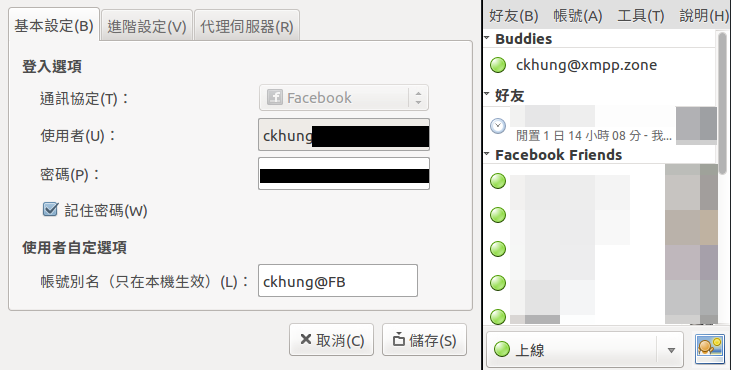 基本設定(B)
進階設定(V)
代理伺服器(R)
登入選項
通訊協定(T)：
Facebook
使用者(U)：
ckhung
密碼(P)：
記住密碼(W)
使用者自定選項
帳號別名（只在本機生效）(L)：
ckhung@FB
取消(C)
儲存(S)
好友(B) 帳號(A) 工具(T) 說明(H)
Buddies
ckhung@xmpp.zone
好友
閒置 1 日 14 小時 08 分 - 我...
Facebook Friends
上線